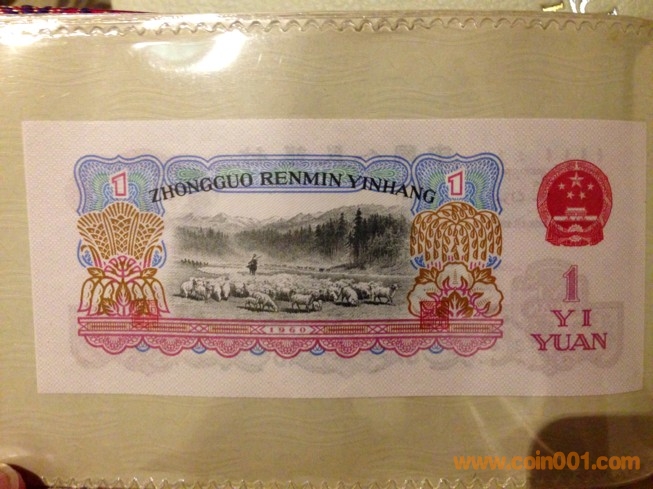 1
1
ZHONGGUO RENMIN YINHANG
1960
1
YI
YUAN
www.coin001.com